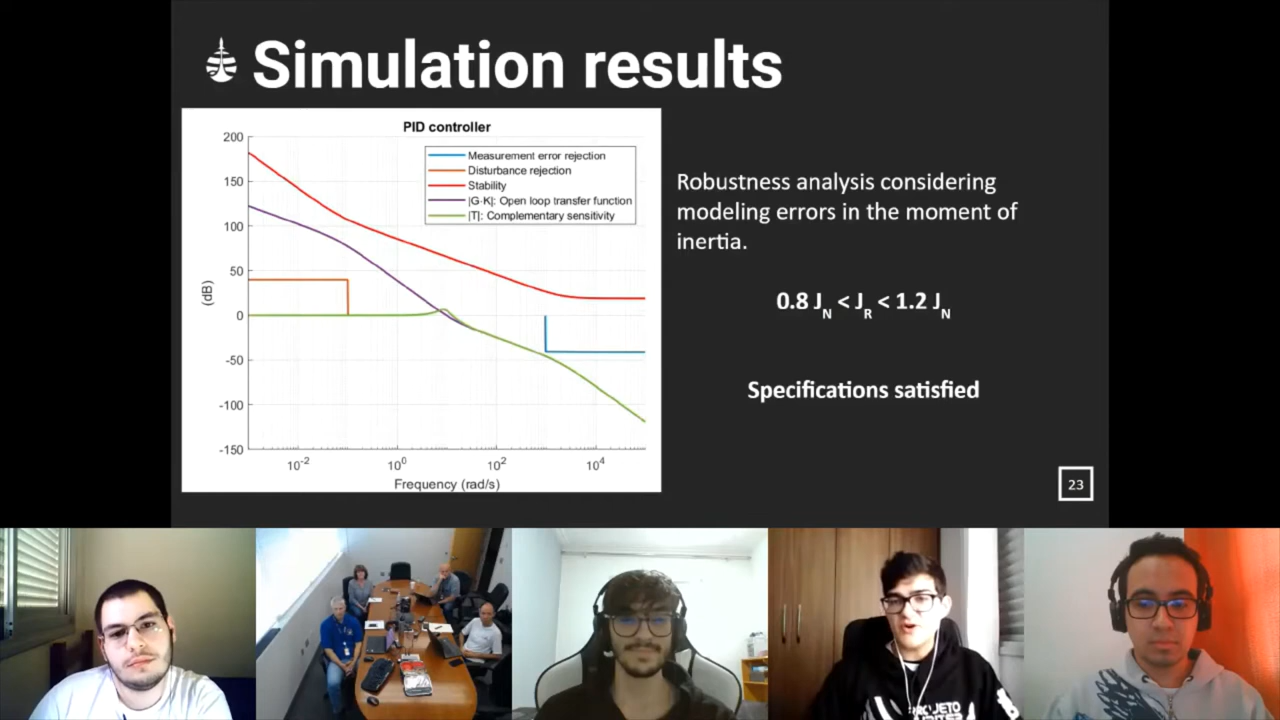 Simulation results
PID controller
200
150
100
50
0
-50
-100
-150
(dB)
Measurement error rejection
Disturbance rejection
Stability
|G·K|: Open loop transfer function
|T|: Complementary sensitivity
10^-2
10^0
10^2
10^4
Frequency (rad/s)
Robustness analysis considering
modeling errors in the moment of
inertia.
0.8 J_N < J_R < 1.2 J_N
Specifications satisfied
23
PROJETO